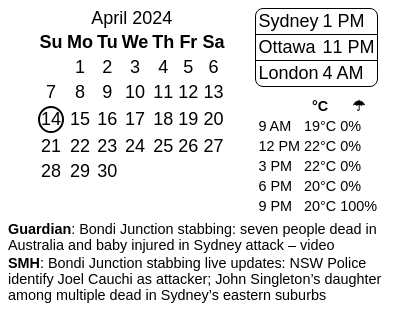 April 2024
Su Mo Tu We Th Fr Sa
1 2 3 4 5 6
7 8 9 10 11 12 13
14 15 16 17 18 19 20
21 22 23 24 25 26 27
28 29 30
Sydney 1 PM
Ottawa 11 PM
London 4 AM
°C ☂
9 AM 19°C 0%
12 PM 22°C 0%
3 PM 22°C 0%
6 PM 20°C 0%
9 PM 20°C 100%
Guardian: Bondi Junction stabbing: seven people dead in
Australia and baby injured in Sydney attack – video
SMH: Bondi Junction stabbing live updates: NSW Police
identify Joel Cauchi as attacker; John Singleton’s daughter
among multiple dead in Sydney’s eastern suburbs